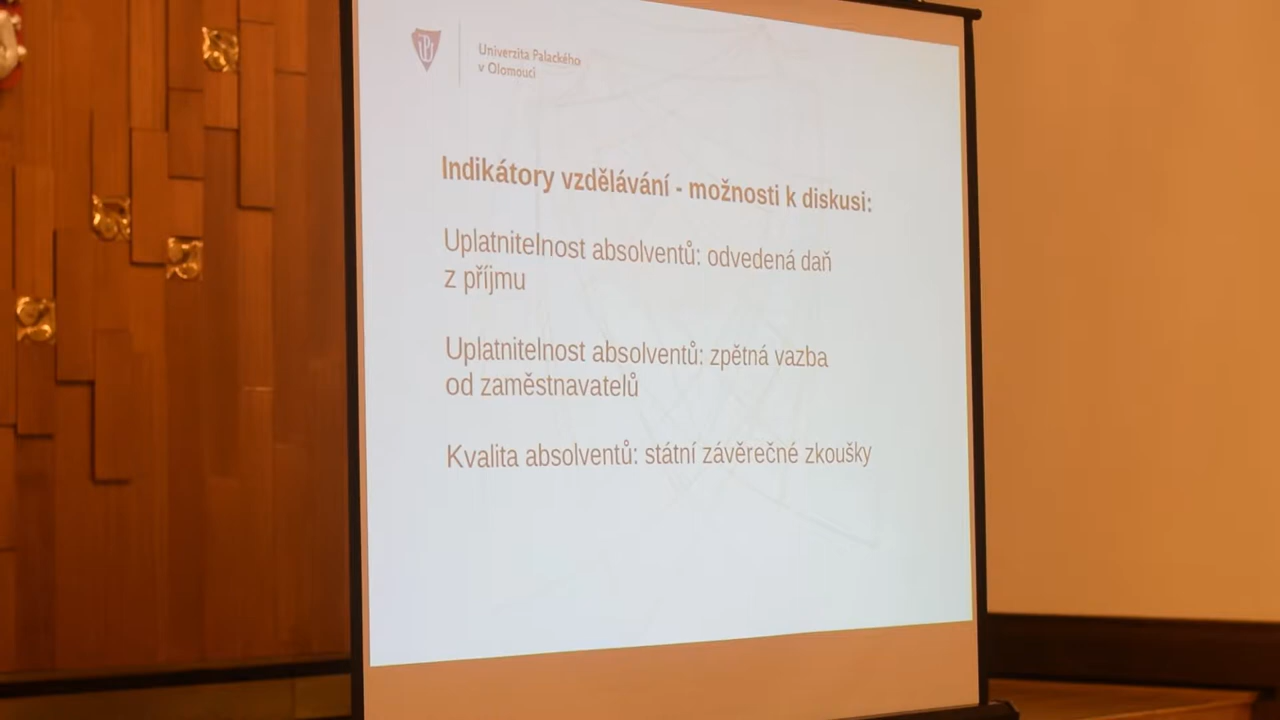 Univerzita Palackého
v Olomouci
Indikátory vzdělávání - možnosti k diskusi:
Uplatnitelnost absolventů: odvedená daň
z příjmu
Uplatnitelnost absolventů: zpětná vazba
od zaměstnavatelů
Kvalita absolventů: státní závěrečné zkoušky